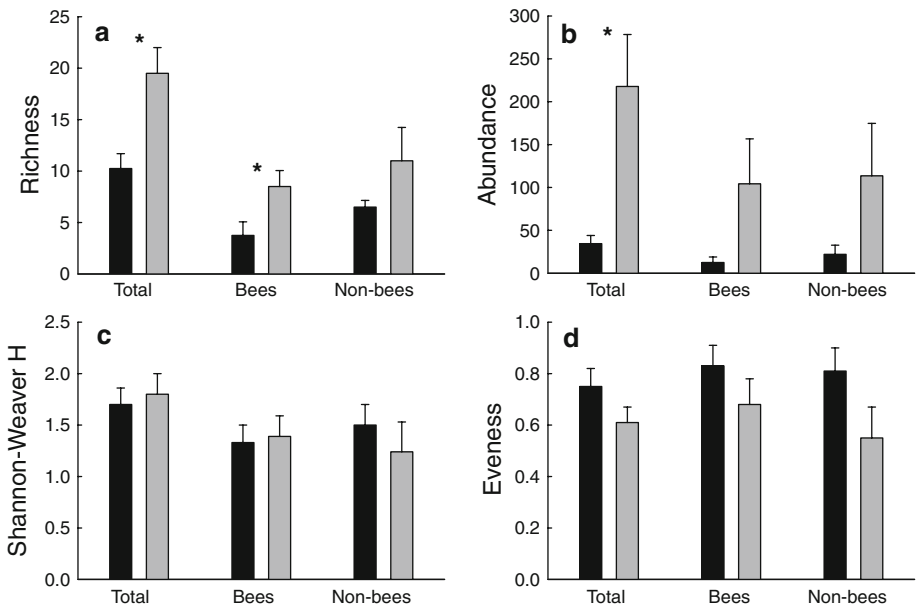 a
Richness
25
20
15
10
5
0
*
*
Total Bees Non-bees
b
Abundance
300
250
200
150
100
50
0
*
Total Bees Non-bees
c
Shannon-Weaver H
2.5
2.0
1.5
1.0
0.5
0.0
Total Bees Non-bees
d
Eveness
1.0
0.8
0.6
0.4
0.2
0.0
Total Bees Non-bees